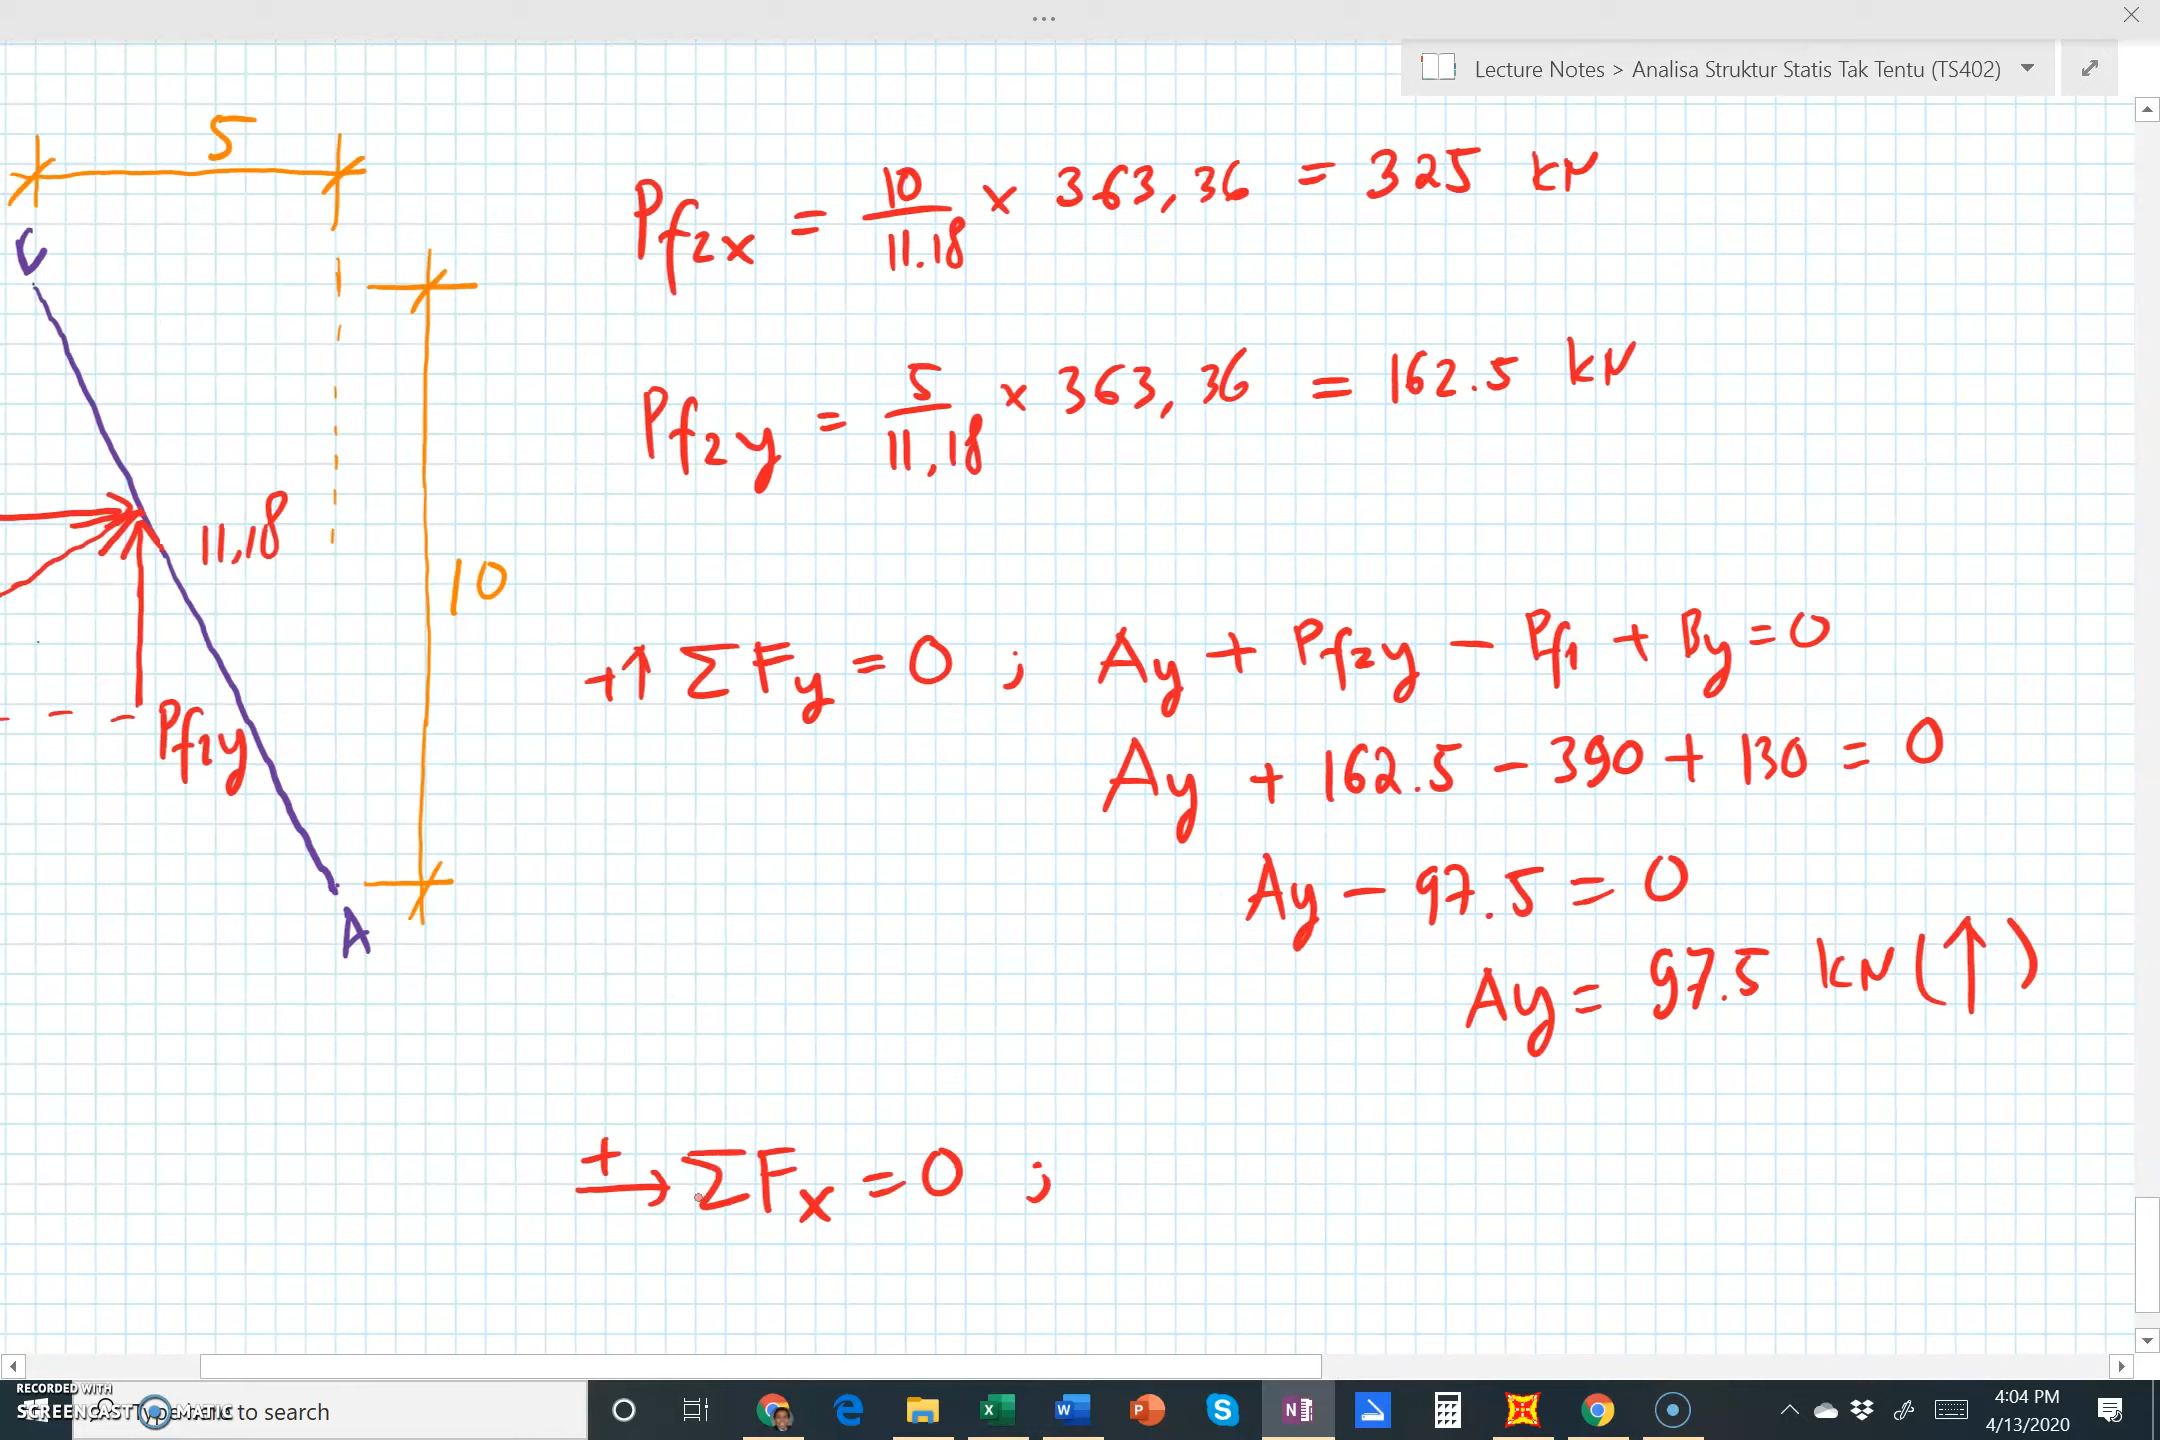 Lecture Notes > Analisa Struktur Statis Tak Tentu (TS402)
5
C
11,18
10
Pf2y
A
Pf2x = 10/11.18 x 363,36 = 325 kN
Pf2y = 5/11,18 x 363,36 = 162.5 kN
+↑ ΣFy = 0 ; Ay + Pf2y - Pf1 + By = 0
Ay + 162.5 - 390 + 130 = 0
Ay - 97.5 = 0
Ay = 97.5 kN (↑)
+→ ΣFx = 0 ;
RECORDED WITH
SCREENCAST MATIC
to search
4:04 PM
4/13/2020